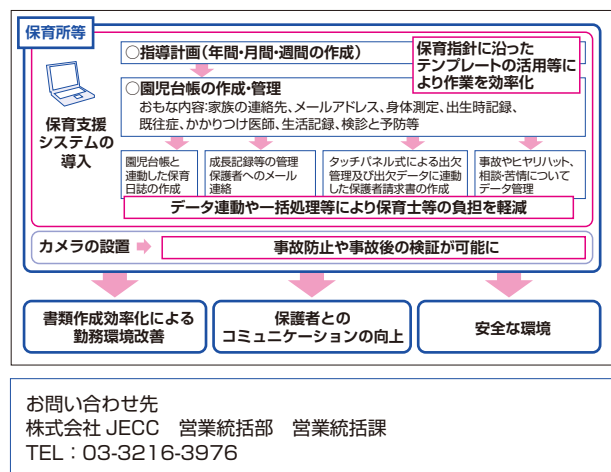 保育所等
○指導計画（年間・月間・週間の作成）
保育指針に沿った
テンプレートの活用等に
より作業を効率化
○園児台帳の作成・管理
おもな内容:家族の連絡先、メールアドレス、身体測定、出生時記録、
既往症、かかりつけ医師、生活記録、検診と予防等
保育支援
システムの
導入
園児台帳と
連動した保育
日誌の作成
成長記録等の管理
保護者へのメール
連絡
タッチパネル式による出欠
管理及び出欠データに連動
した保護者請求書の作成
事故やヒヤリハット、
相談・苦情について
データ管理
データ連動や一括処理等により保育士等の負担を軽減
カメラの設置
事故防止や事故後の検証が可能に
書類作成効率化による
勤務環境改善
保護者との
コミュニケーションの向上
安全な環境
お問い合わせ先
株式会社 JECC　営業統括部　営業統括課
TEL：03-3216-3976